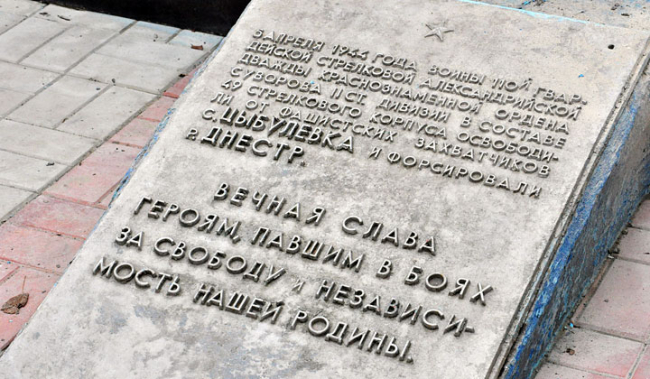 5 АПРЕЛЯ 1944 ГОДА ВОИНЫ 110Й ГВАР-
ДЕЙСКОЙ СТРЕЛКОВОЙ АЛЕКСАНДРИЙСКОЙ
ДВАЖДЫ КРАСНОЗНАМЕННОЙ ОРДЕНА
СУВОРОВА II СТ. ДИВИЗИИ В СОСТАВЕ
49 СТРЕЛКОВОГО КОРПУСА ОСВОБОДИ-
ЛИ ОТ ФАШИСТСКИХ ЗАХВАТЧИКОВ
С. ЦЫБУЛЕВКА И ФОРСИРОВАЛИ
Р. ДНЕСТР.
ВЕЧНАЯ СЛАВА
ГЕРОЯМ, ПАВШИМ В БОЯХ
ЗА СВОБОДУ И НЕЗАВИСИ-
МОСТЬ НАШЕЙ РОДИНЫ.